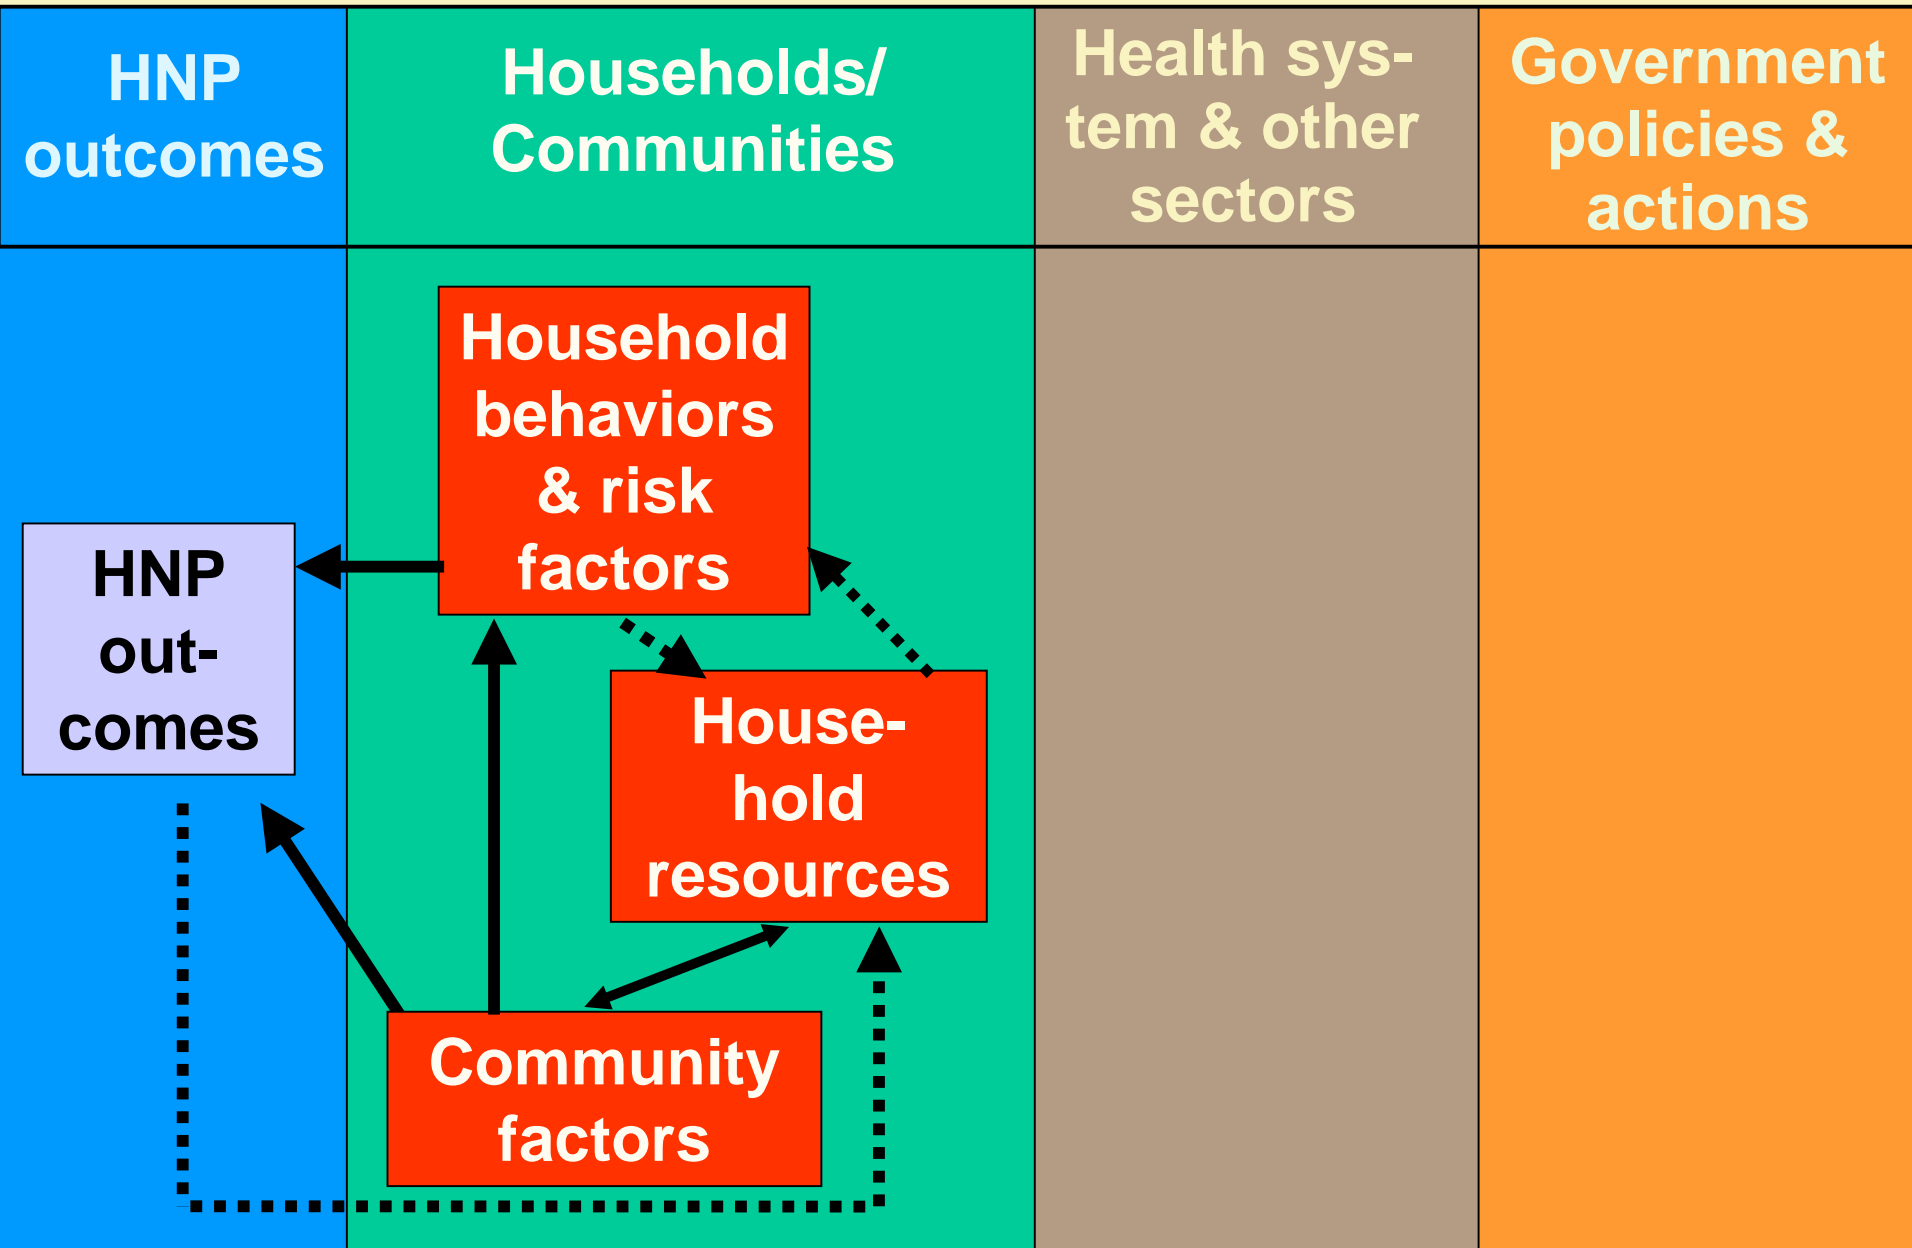 HNP
outcomes
Households/
Communities
Health sys-
tem & other
sectors
Government
policies &
actions
Household
behaviors
& risk
factors
HNP
out-
comes
House-
hold
resources
Community
factors